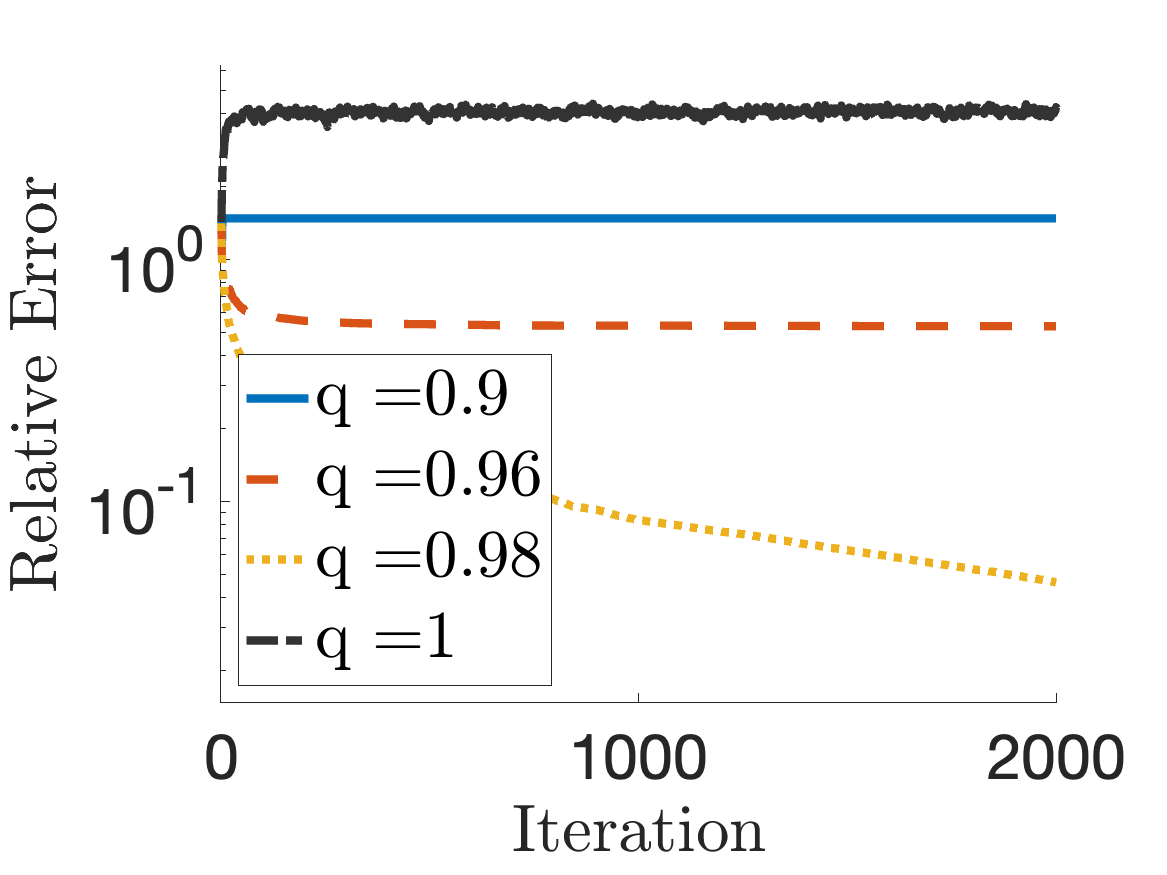 Relative Error
10^0
10^-1
q =0.9
q =0.96
q =0.98
q =1
0 1000 2000
Iteration